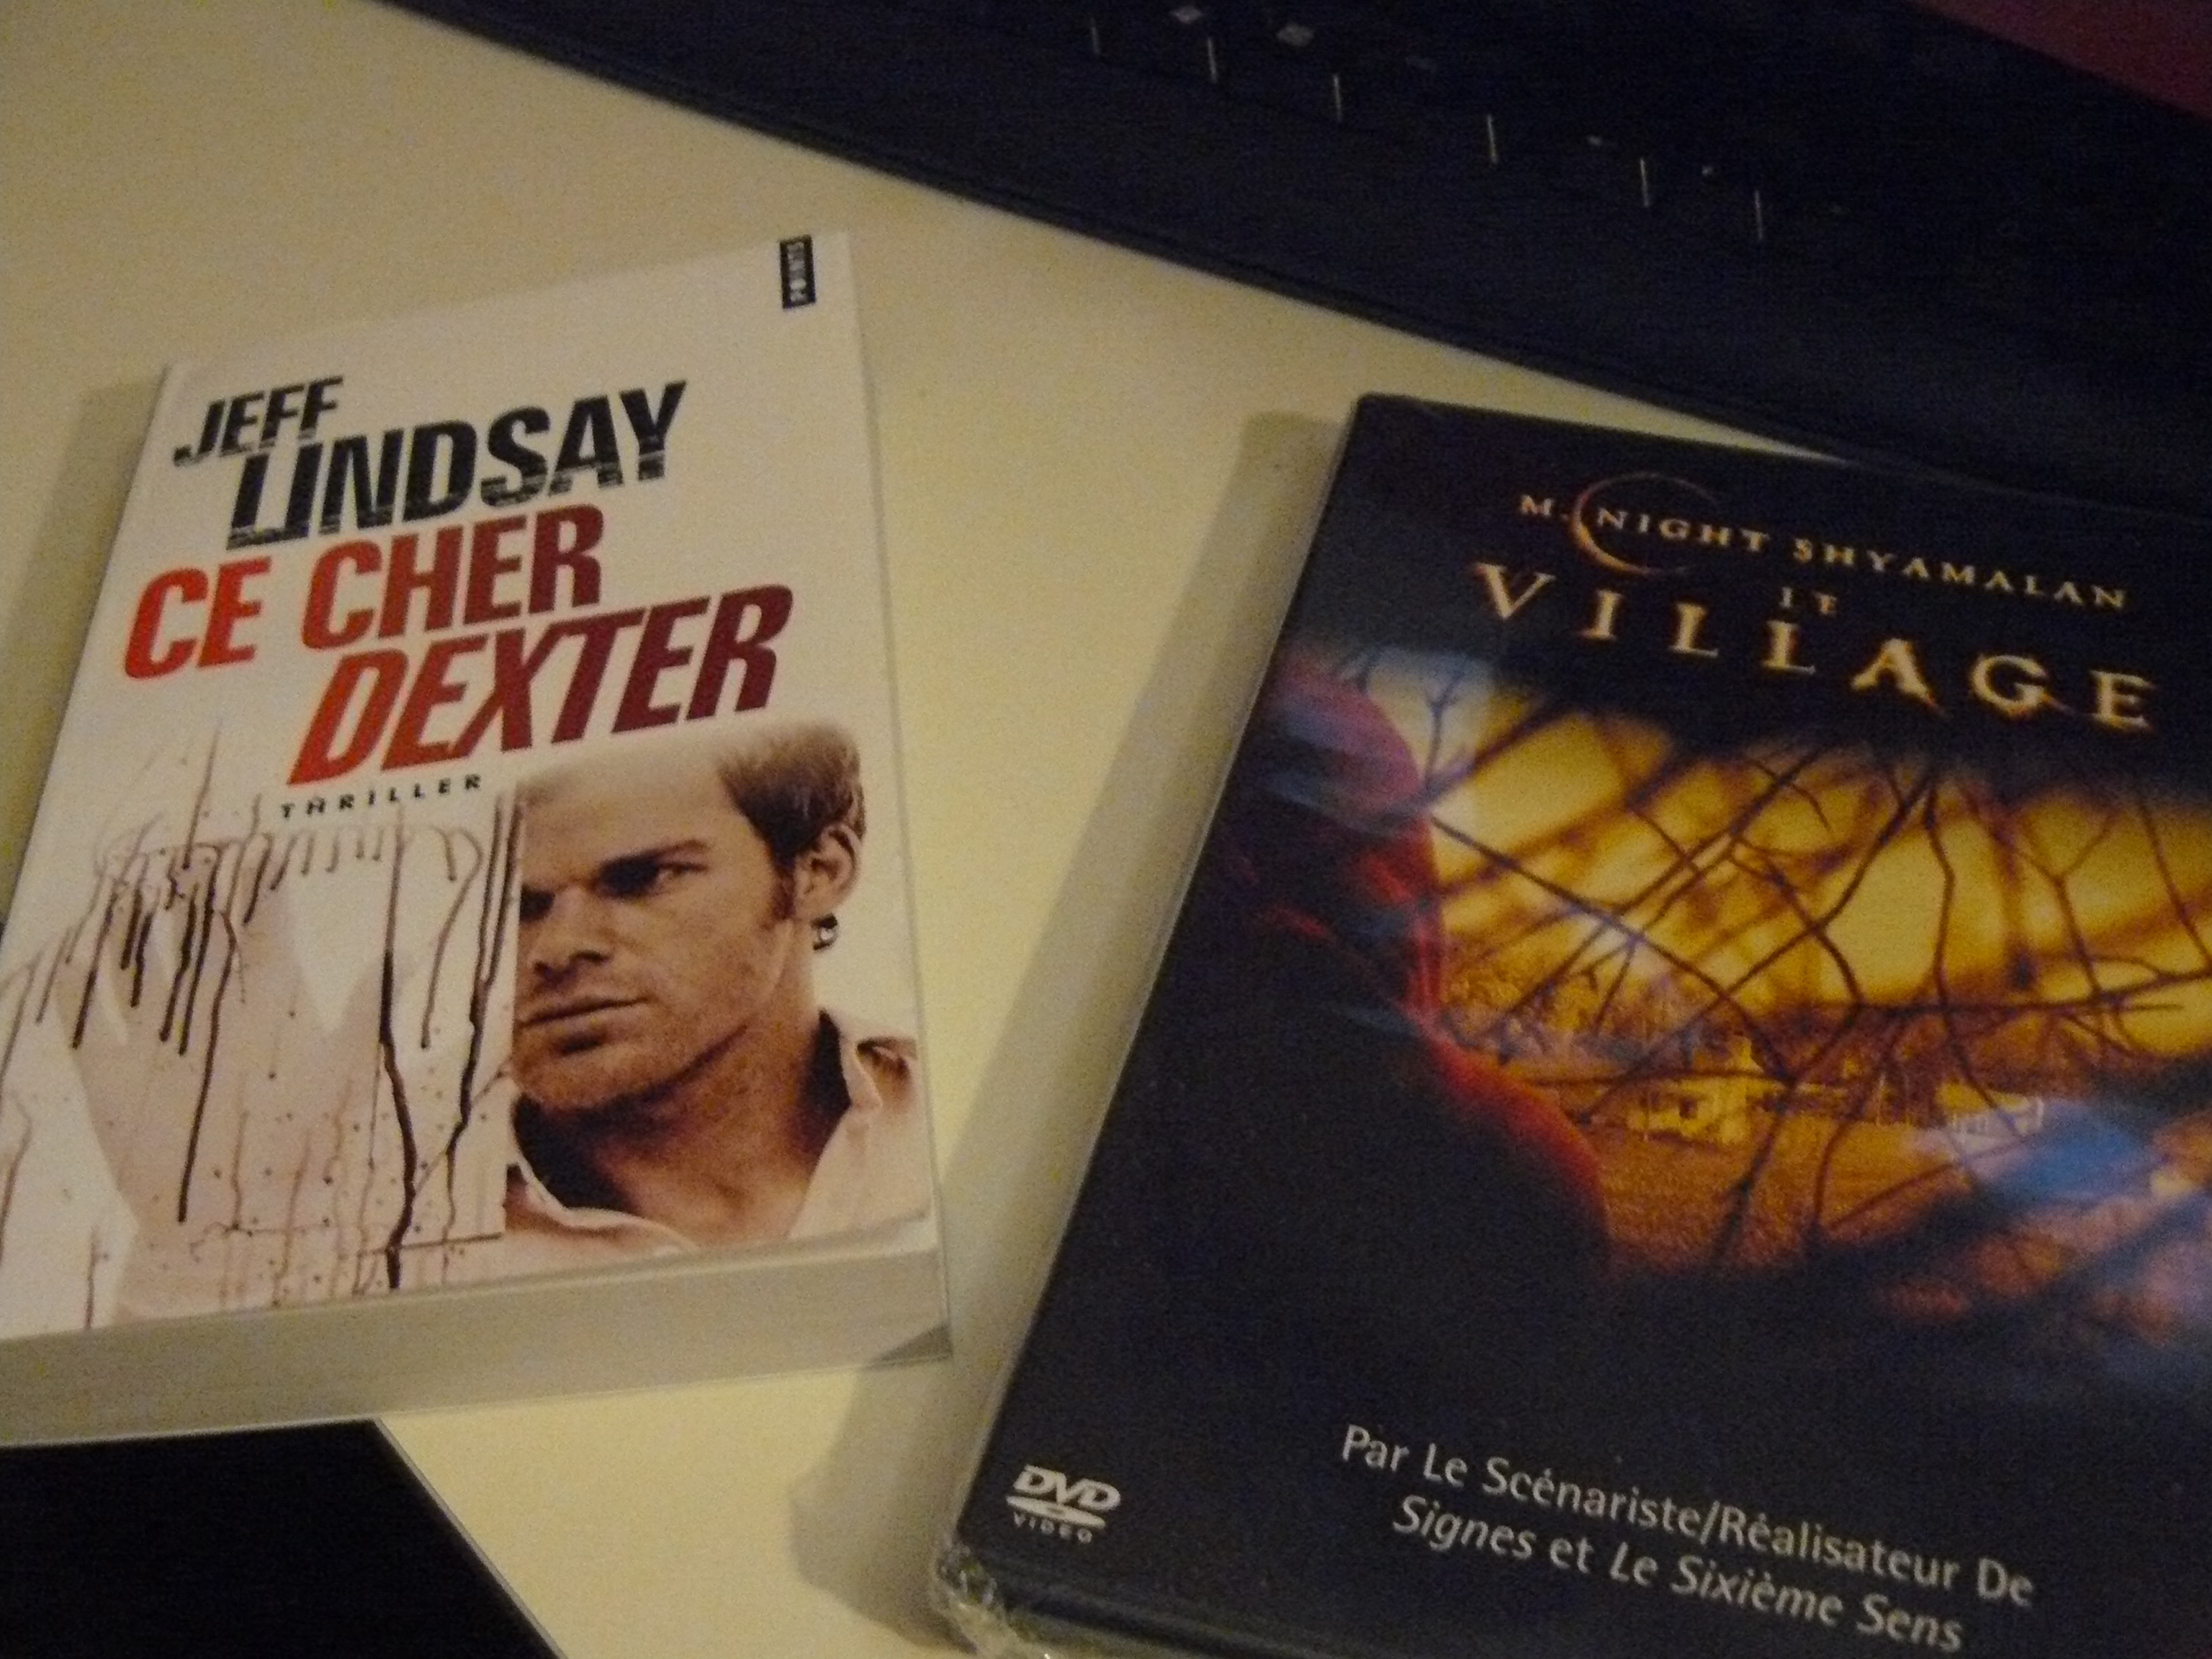 POINTS
JEFF
LINDSAY
CE CHER
DEXTER
THRILLER
M. NIGHT SHYAMALAN
LE
VILLAGE
DVD
VIDEO
Par Le Scénariste/Réalisateur De
Signes et Le Sixième Sens